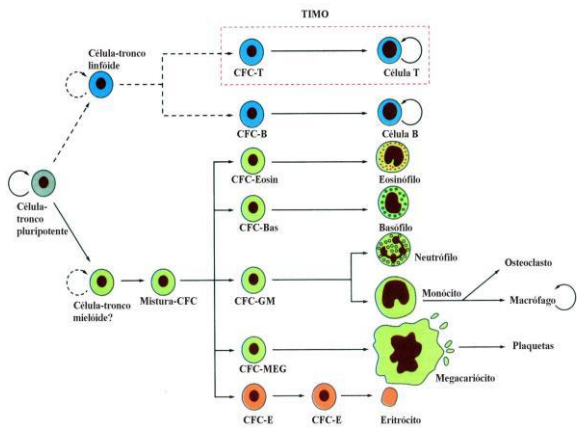 TIMO
Célula-tronco
linfóide
CFC-T
Célula T
CFC-B
Célula B
CFC-Eosin
Eosinófilo
Célula-
tronco
pluripotente
CFC-Bas
Basófilo
Neutrófilo
Osteoclasto
Célula-tronco
mielóide?
Mistura-CFC
CFC-GM
Monócito
Macrófago
CFC-MEG
Megacariócito
Plaquetas
CFC-E
CFC-E
Eritrócito